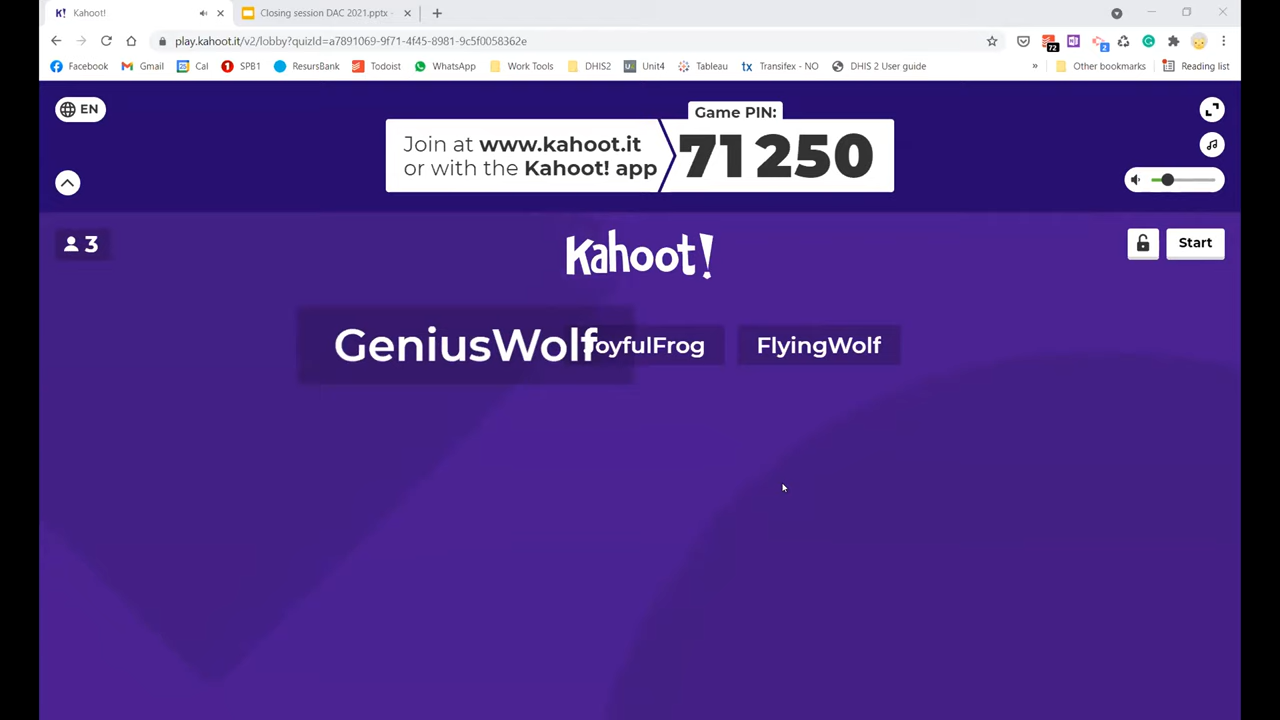 K! Kahoot!
Closing session DAC 2021.pptx -
play.kahoot.it/v2/lobby?quizId=a7891069-9f71-4f45-8981-9c5f0058362e
72
2
Facebook Gmail Cal SPB1 ResursBank Todoist WhatsApp Work Tools DHIS2 Unit4 Tableau tx Transifex - NO DHIS 2 User guide » Other bookmarks Reading list
EN
Game PIN:
Join at www.kahoot.it
or with the Kahoot! app
71 250
3
Kahoot!
Start
GeniusWolf oyfulFrog FlyingWolf